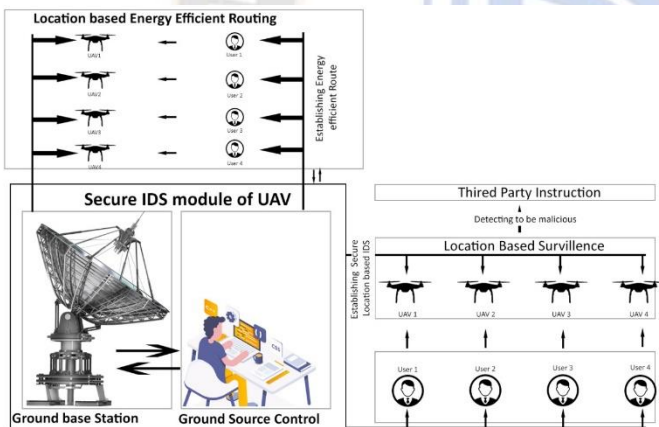 Location based Energy Efficient Routing
UAV1
User 1
UAV2
User 2
UAV3
User 3
UAV4
User 4
Establishing Energy
efficient Route
Secure IDS module of UAV
Ground base Station
Ground Source Control
Establishing Secure
Location based IDS
Thired Party Instruction
Detecting to be malicious
Location Based Survillence
UAV 1
UAV 2
UAV 3
UAV 4
User 1
User 2
User 3
User 4